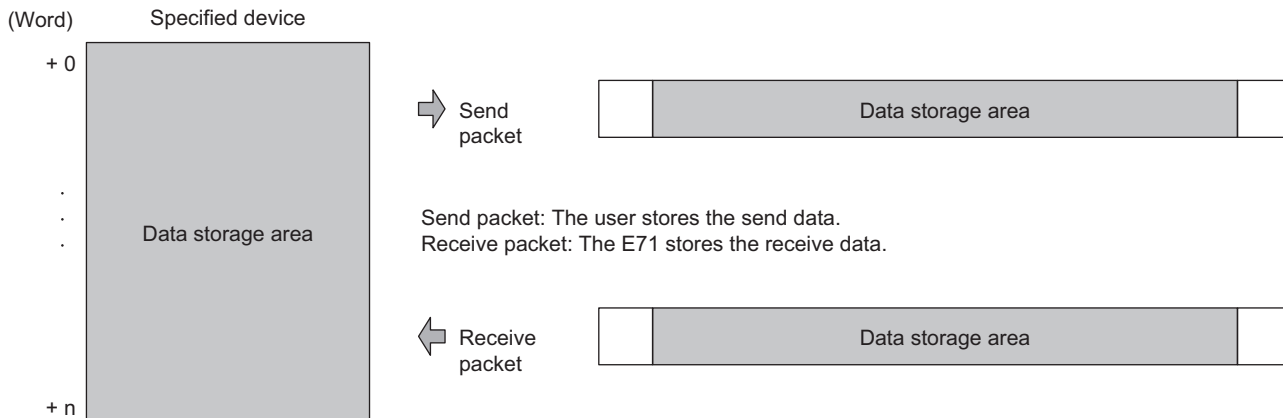 (Word)
Specified device
+ 0
Send
packet
Data storage area
.
.
.
Data storage area
Send packet: The user stores the send data.
Receive packet: The E71 stores the receive data.
Receive
packet
Data storage area
+ n